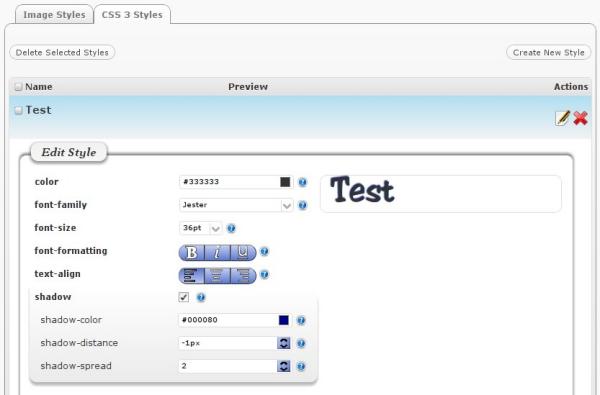 Image Styles CSS 3 Styles
Delete Selected Styles Create New Style
Name Preview Actions
Test
Edit Style
color #333333
Test
font-family Jester
font-size 36pt
font-formatting B i U
text-align
shadow
shadow-color #000080
shadow-distance -1px
shadow-spread 2